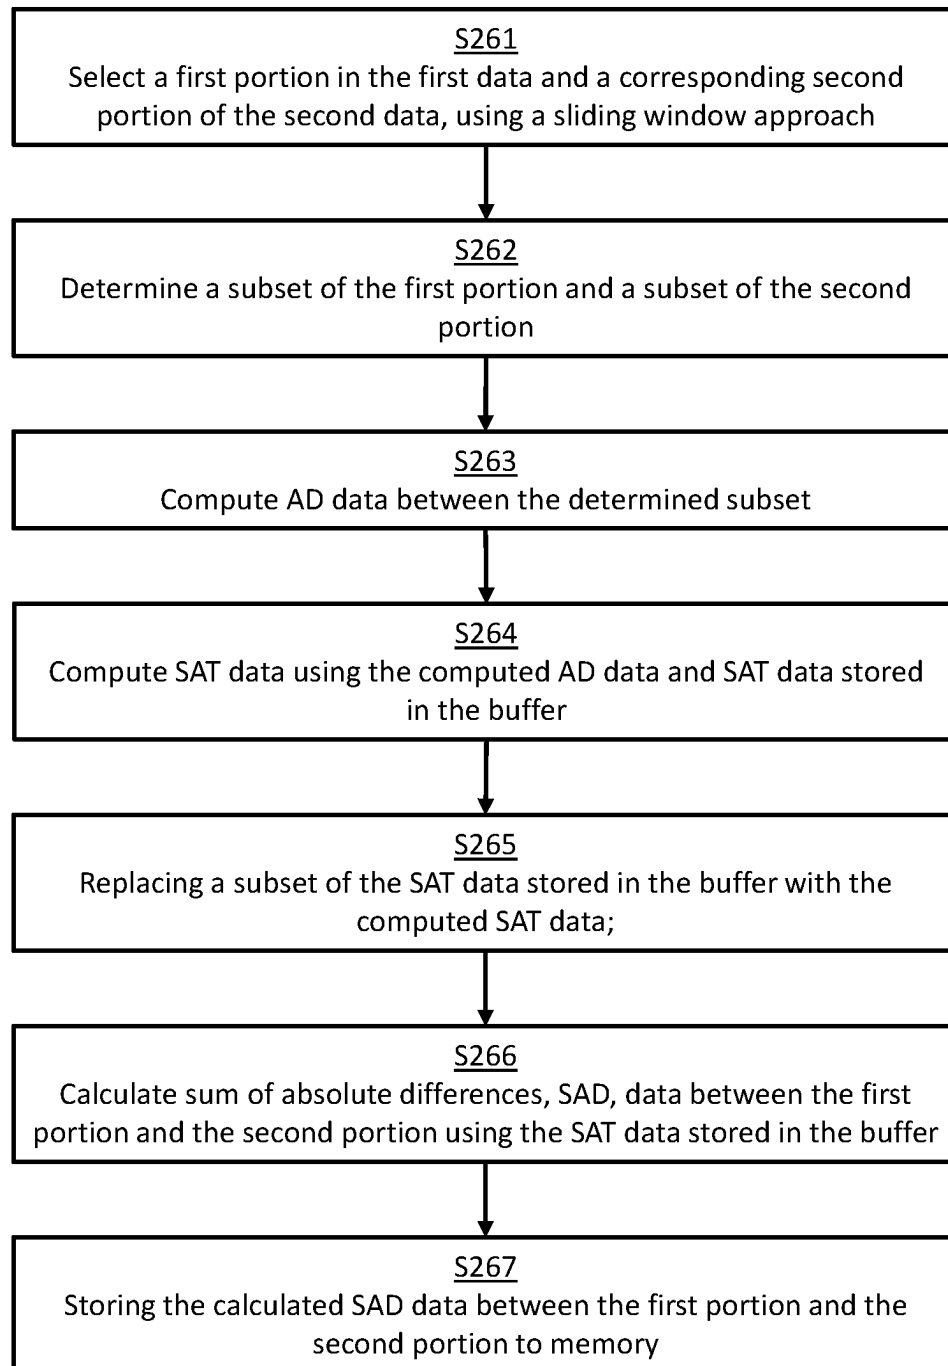 S261
Select a first portion in the first data and a corresponding second
portion of the second data, using a sliding window approach
S262
Determine a subset of the first portion and a subset of the second
portion
S263
Compute AD data between the determined subset
S264
Compute SAT data using the computed AD data and SAT data stored
in the buffer
S265
Replacing a subset of the SAT data stored in the buffer with the
computed SAT data;
S266
Calculate sum of absolute differences, SAD, data between the first
portion and the second portion using the SAT data stored in the buffer
S267
Storing the calculated SAD data between the first portion and the
second portion to memory